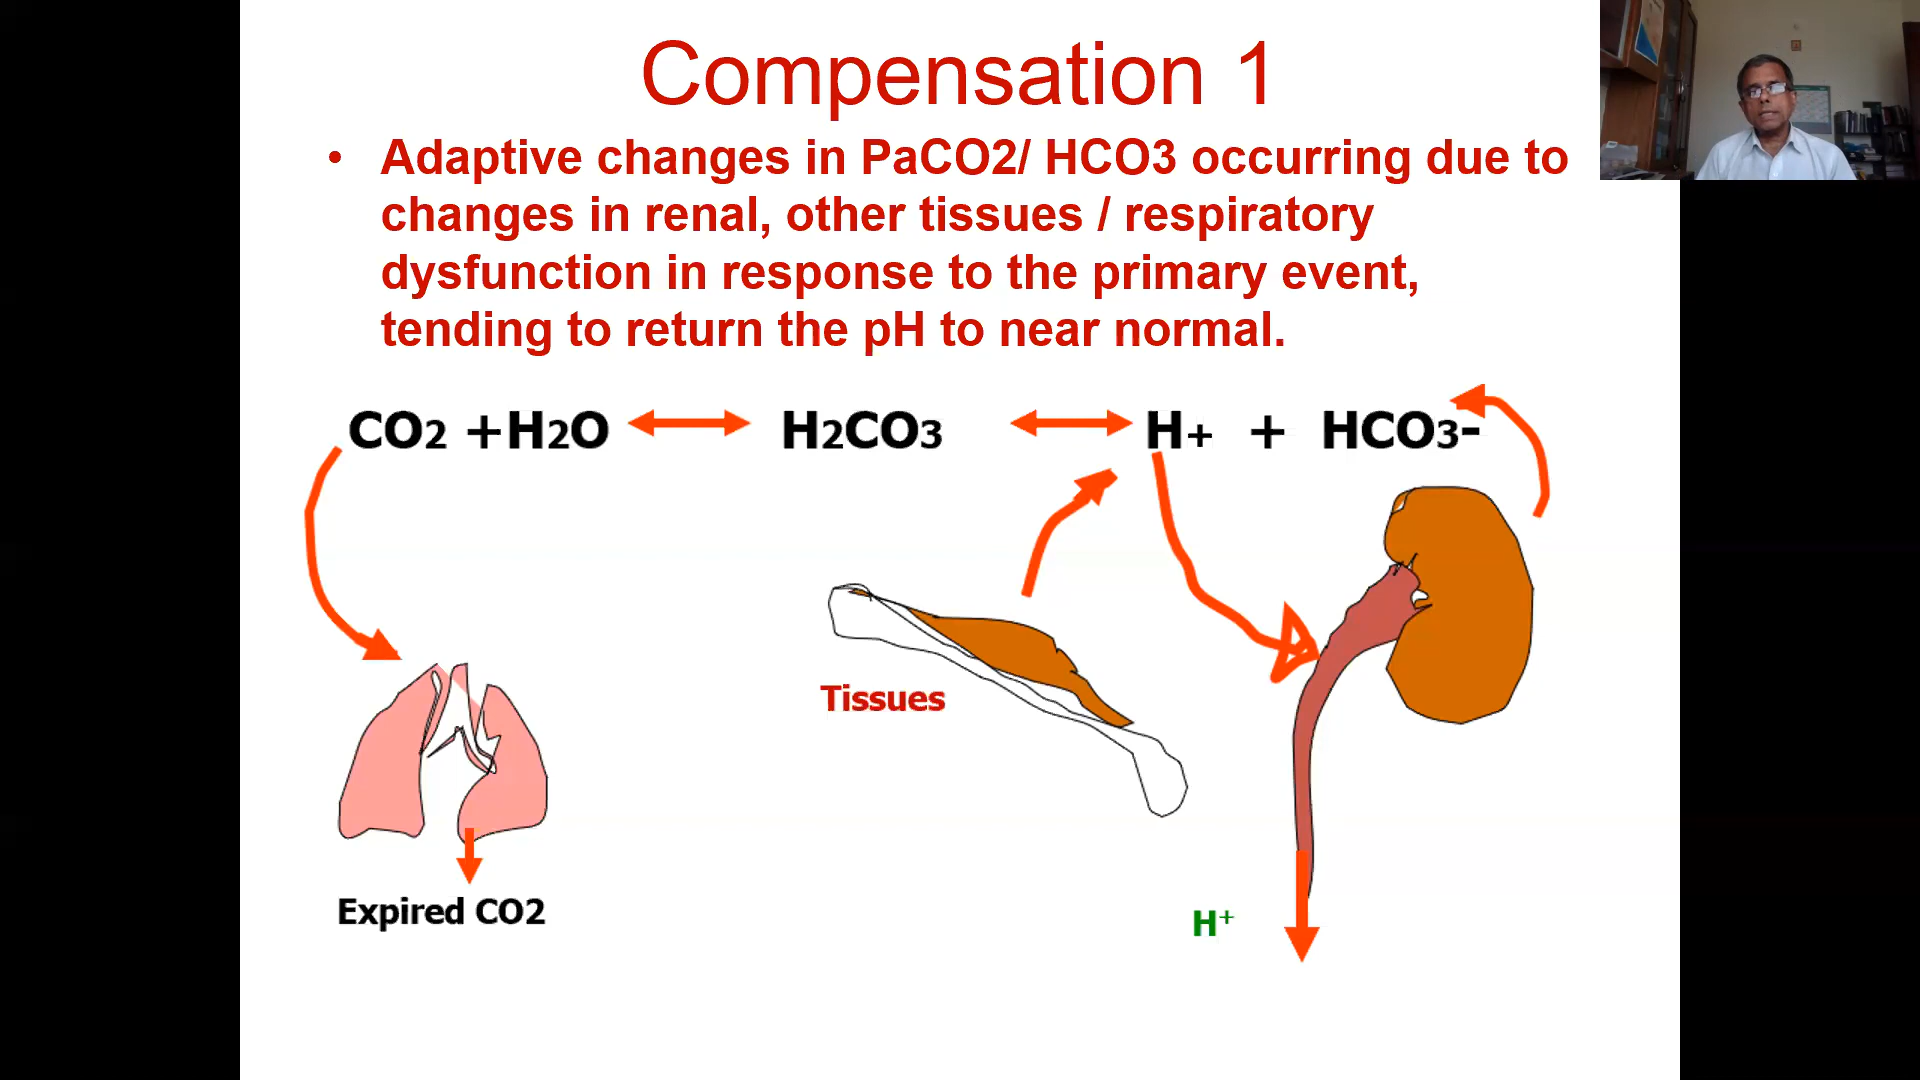 Compensation 1
• Adaptive changes in PaCO2/ HCO3 occurring due to
changes in renal, other tissues / respiratory
dysfunction in response to the primary event,
tending to return the pH to near normal.
CO2 +H2O H2CO3 H+ + HCO3-
Tissues
Expired CO2
H+